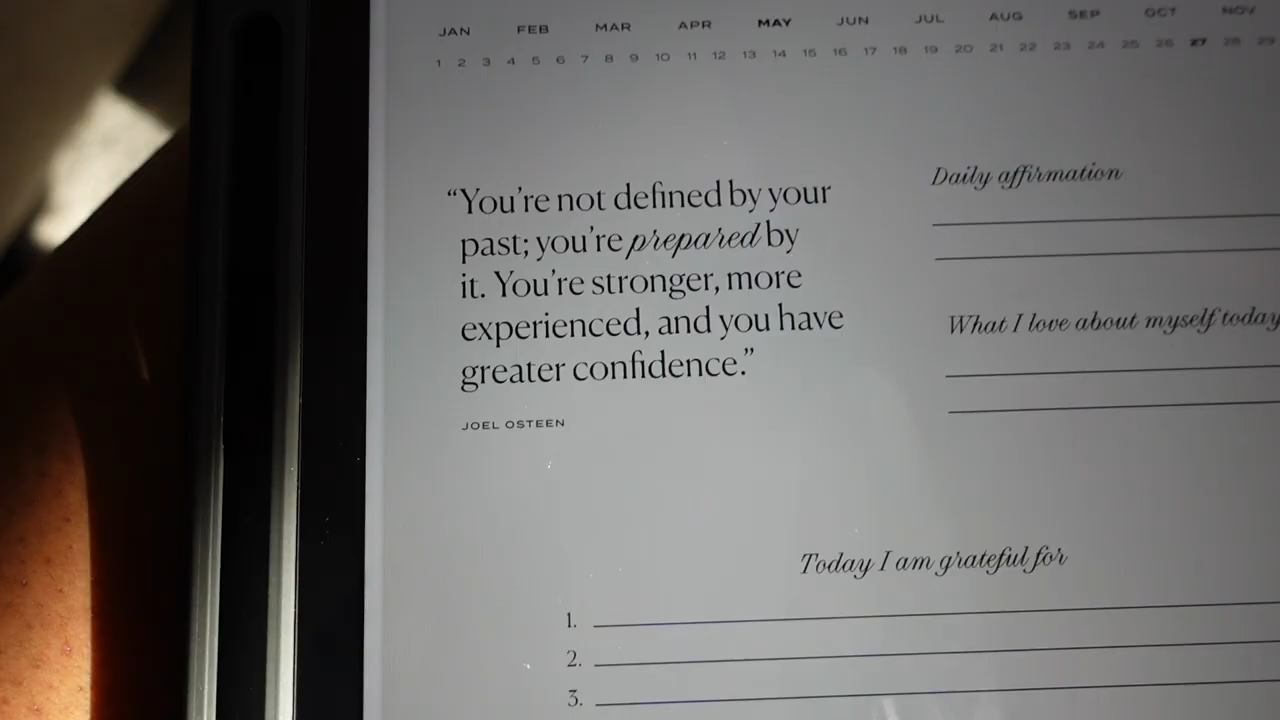 JAN FEB MAR APR MAY JUN JUL AUG SEP OCT NOV
1 2 3 4 5 6 7 8 9 10 11 12 13 14 15 16 17 18 19 20 21 22 23 24 25 26 27 28 29
“You’re not defined by your
past; you’re prepared by
it. You’re stronger, more
experienced, and you have
greater confidence.”
JOEL OSTEEN
Daily affirmation
What I love about myself today
Today I am grateful for
1.
2.
3.